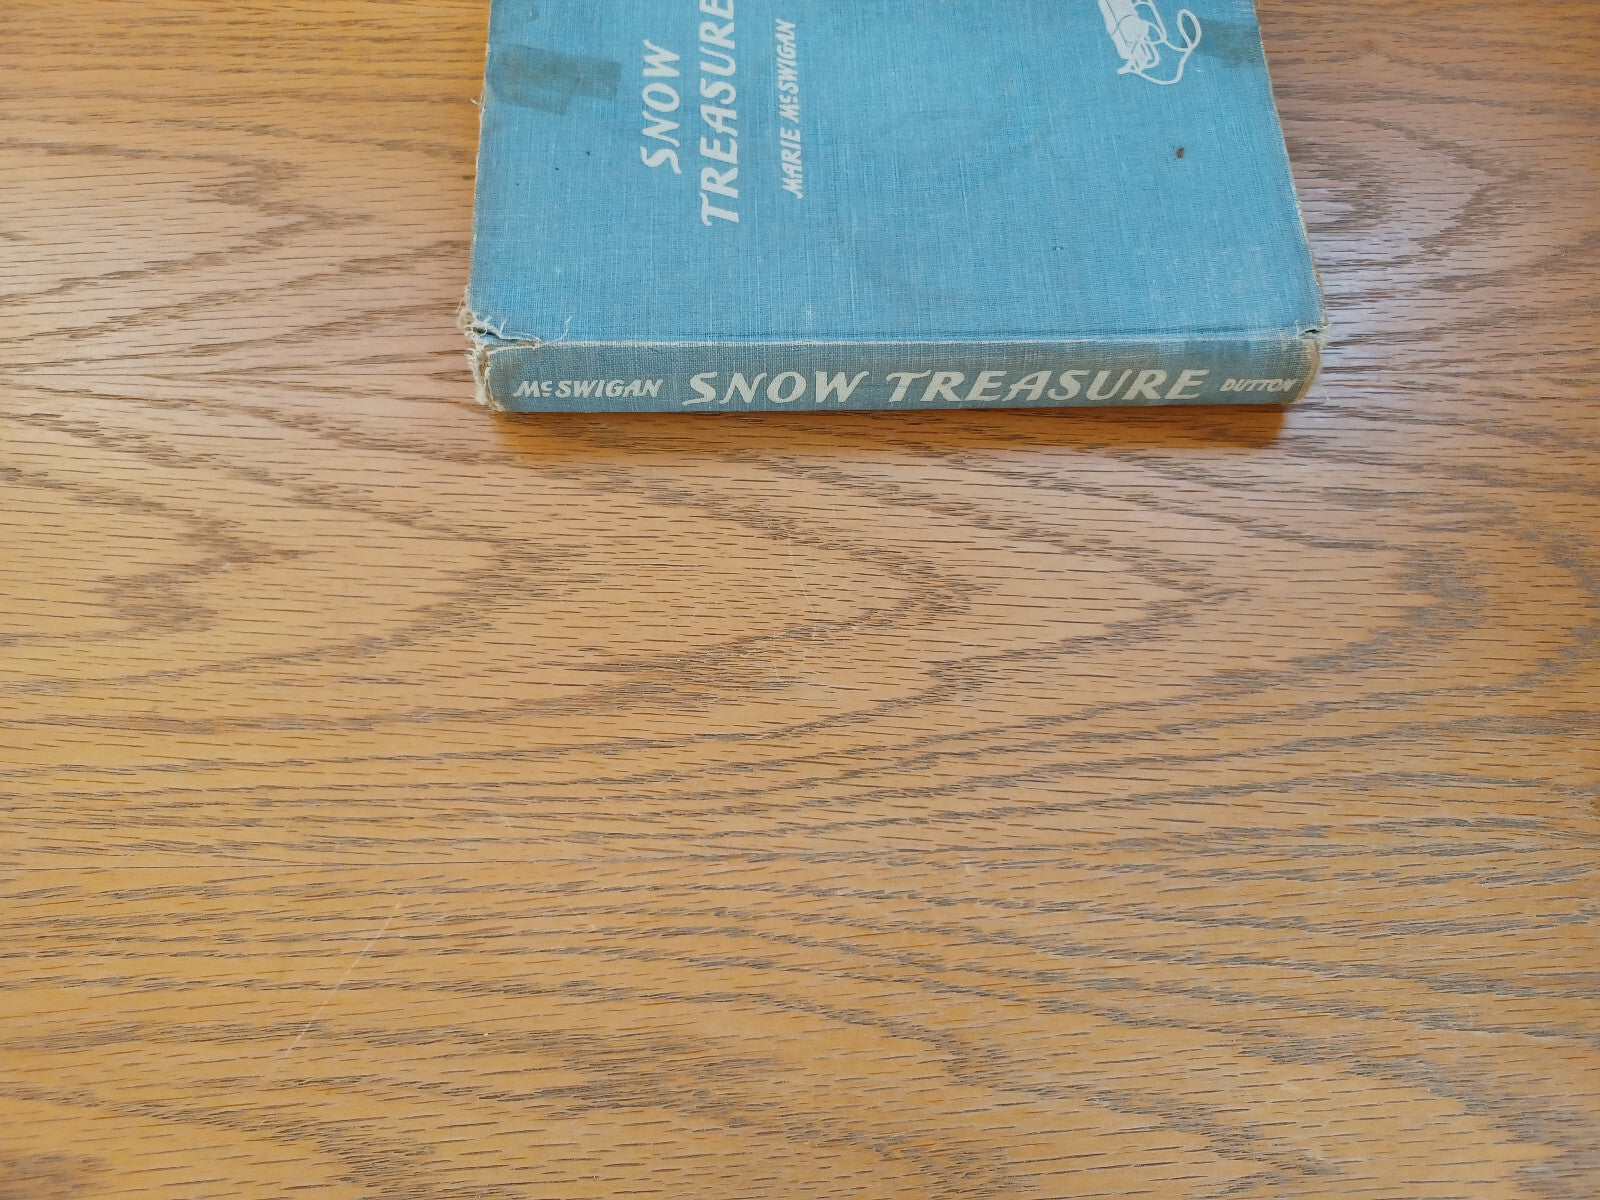 SNOW
TREASURE
MARIE McSWIGAN
McSWIGAN SNOW TREASURE DUTTON